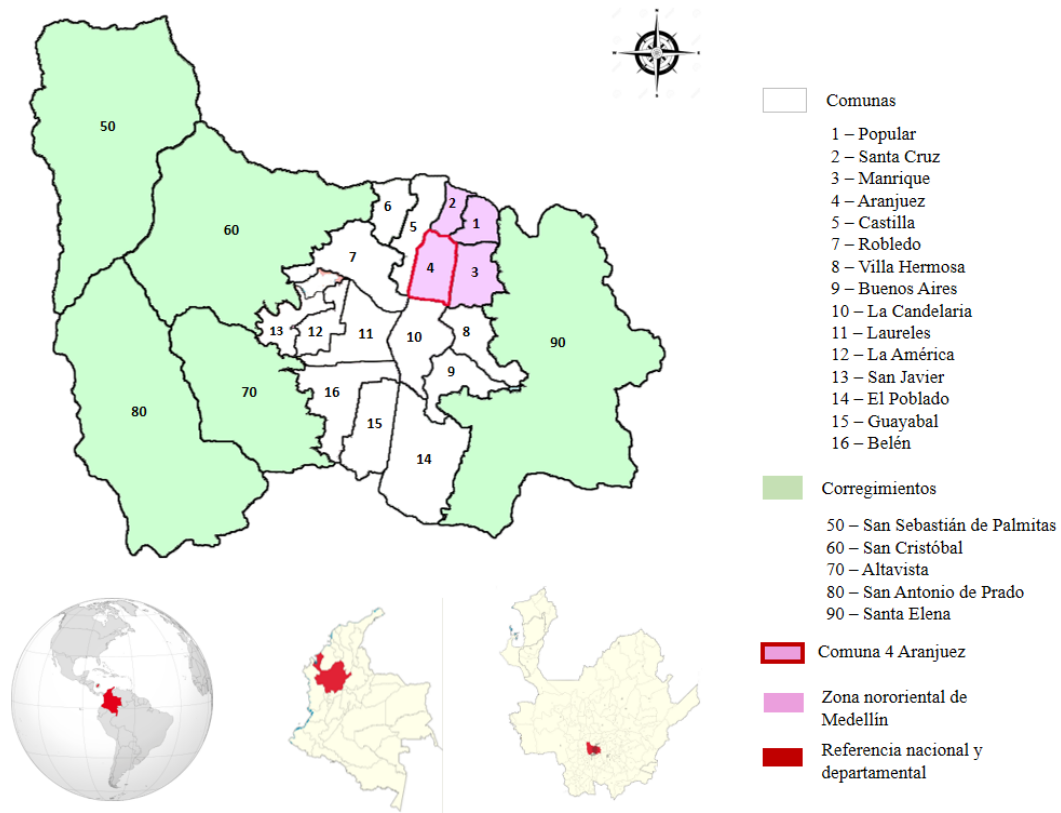 50
60
6
5
2
1
7
4
3
13
12
11
10
8
9
90
80
70
16
15
14
Comunas
1 – Popular
2 – Santa Cruz
3 – Manrique
4 – Aranjuez
5 – Castilla
7 – Robledo
8 – Villa Hermosa
9 – Buenos Aires
10 – La Candelaria
11 – Laureles
12 – La América
13 – San Javier
14 – El Poblado
15 – Guayabal
16 – Belén
Corregimientos
50 – San Sebastián de Palmitas
60 – San Cristóbal
70 – Altavista
80 – San Antonio de Prado
90 – Santa Elena
Comuna 4 Aranjuez
Zona nororiental de
Medellín
Referencia nacional y
departamental